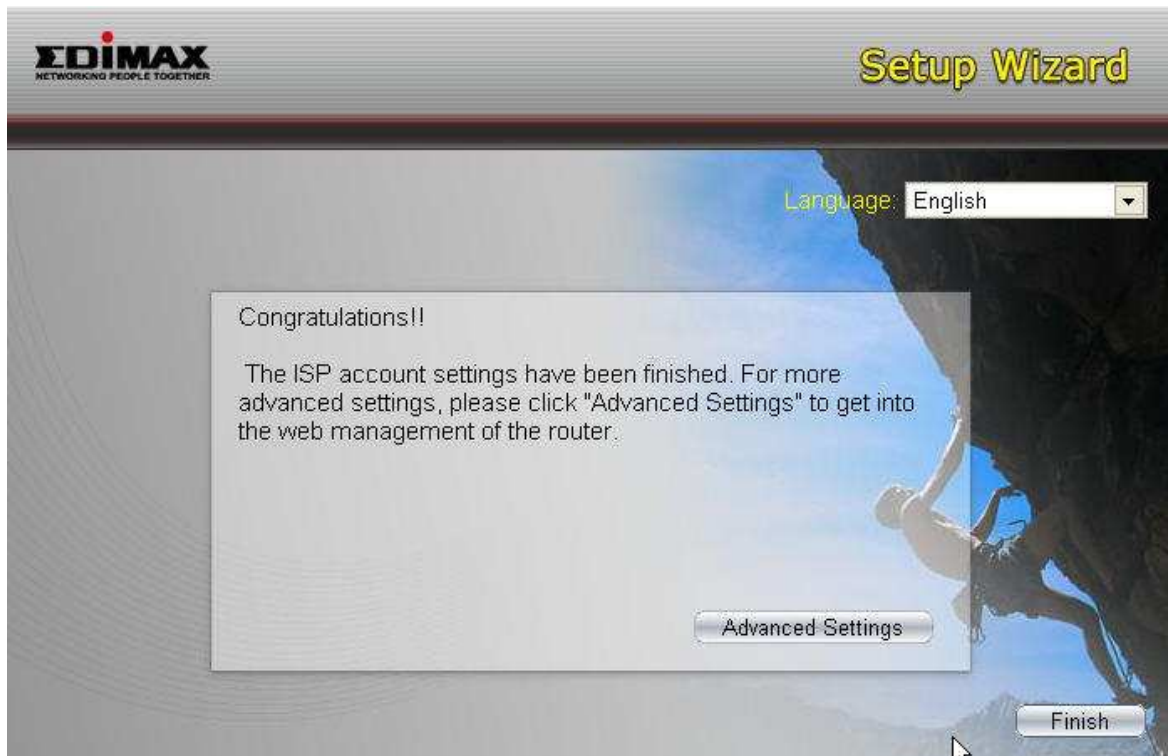 EDIMAX
NETWORKING PEOPLE TOGETHER
Setup Wizard
Language: English
Congratulations!!
The ISP account settings have been finished. For more
advanced settings, please click "Advanced Settings" to get into
the web management of the router.
Advanced Settings
Finish